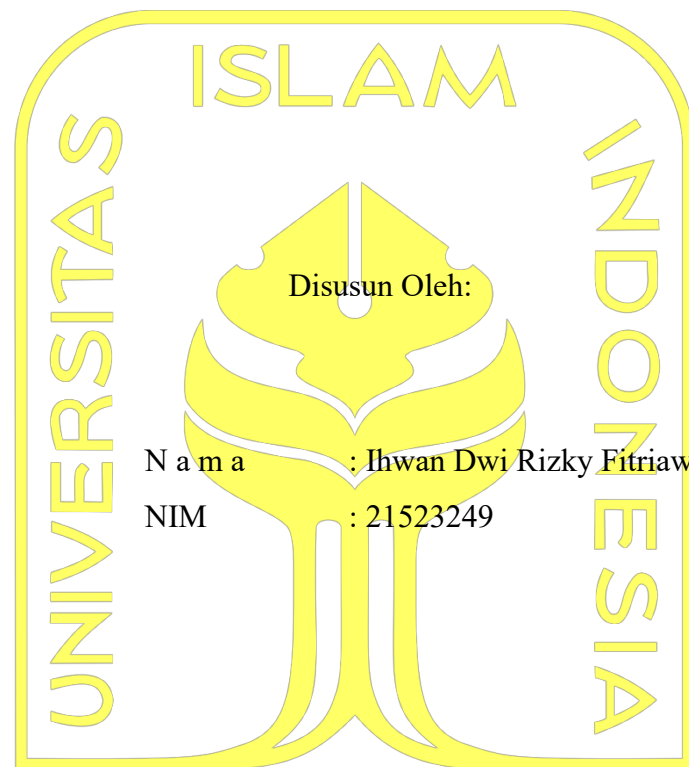 ISLAM
UNIVERSITAS
INDONESIA
Disusun Oleh:
N a m a : Ihwan Dwi Rizky Fitriaw
NIM : 21523249